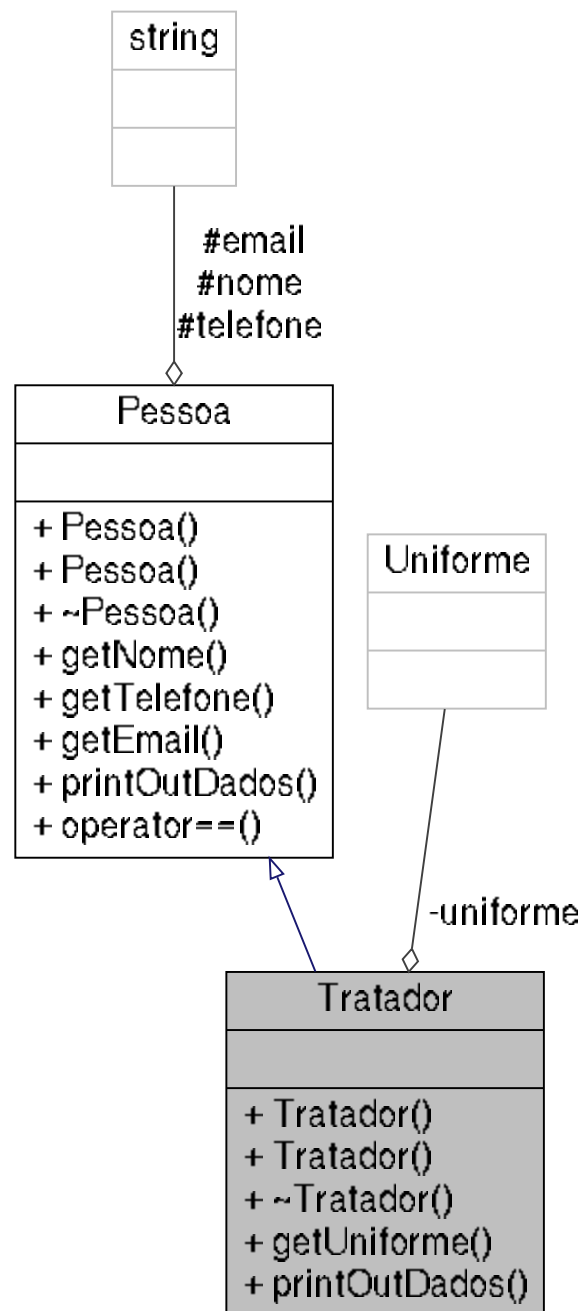 string
#email
#nome
#telefone
Pessoa
+ Pessoa()
+ Pessoa()
+ ~Pessoa()
+ getNome()
+ getTelefone()
+ getEmail()
+ printOutDados()
+ operator==()
Uniforme
-uniforme
Tratador
+ Tratador()
+ Tratador()
+ ~Tratador()
+ getUniforme()
+ printOutDados()